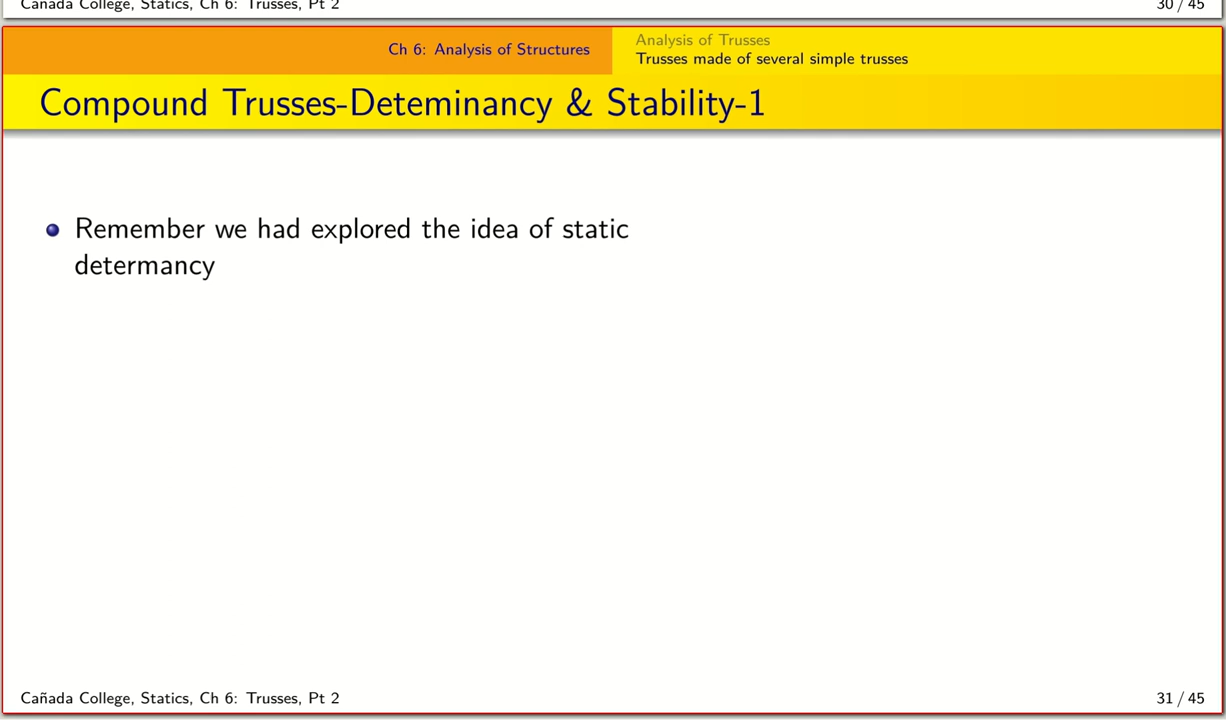 Cañada College, Statics, Ch 6: Trusses, Pt 2
30 / 45
Ch 6: Analysis of Structures
Analysis of Trusses
Trusses made of several simple trusses
Compound Trusses-Deteminancy & Stability-1
Remember we had explored the idea of static
determancy
Cañada College, Statics, Ch 6: Trusses, Pt 2
31 / 45